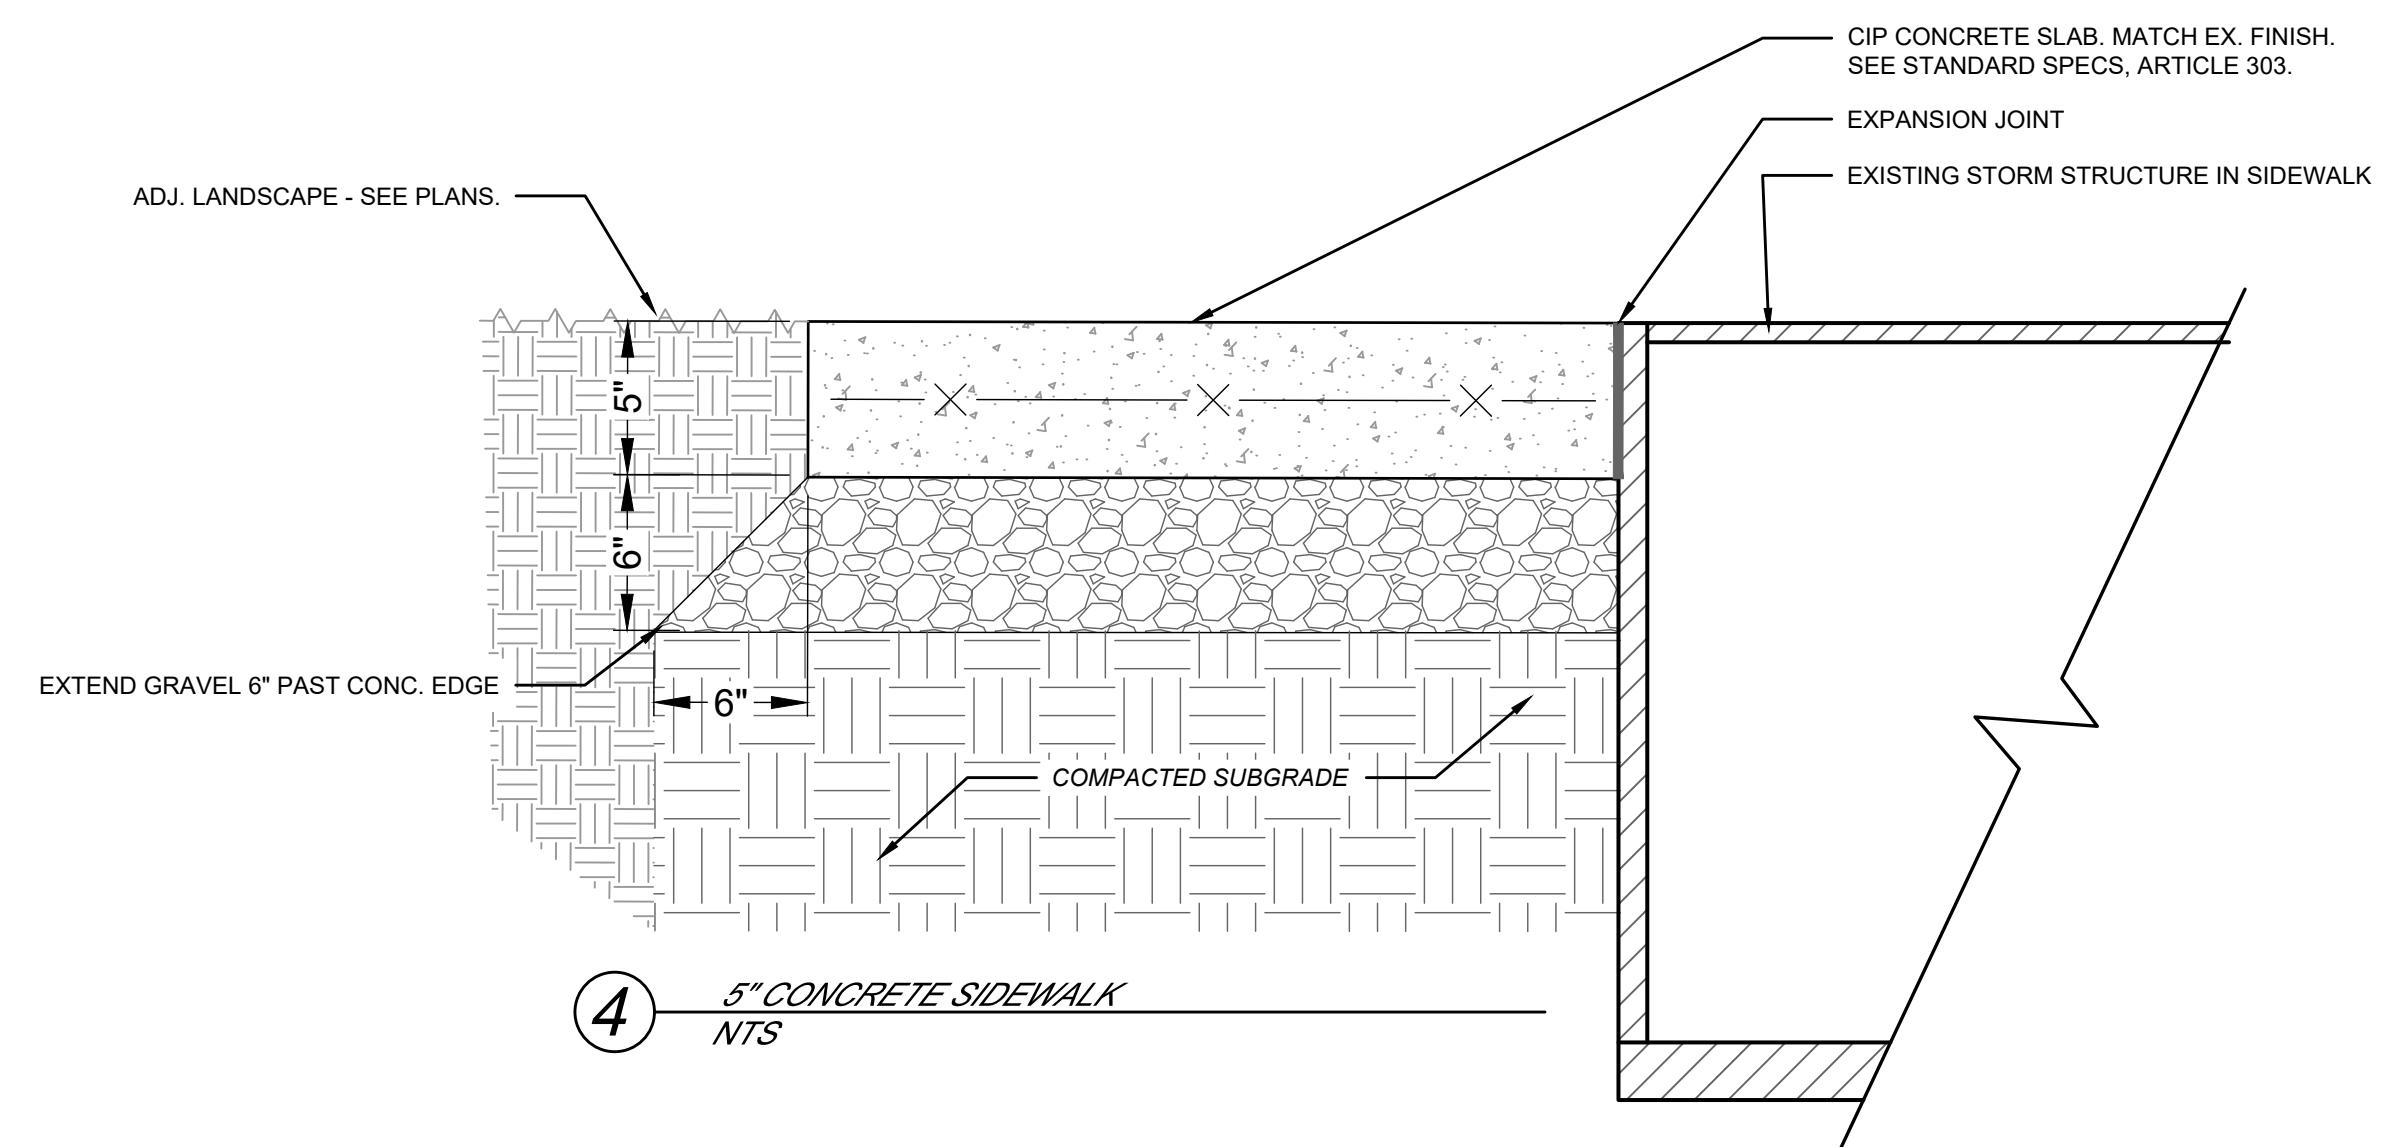 CIP CONCRETE SLAB. MATCH EX. FINISH.
SEE STANDARD SPECS, ARTICLE 303.
EXPANSION JOINT
EXISTING STORM STRUCTURE IN SIDEWALK
ADJ. LANDSCAPE - SEE PLANS.
5"
6"
EXTEND GRAVEL 6" PAST CONC. EDGE
6"
COMPACTED SUBGRADE
4
5" CONCRETE SIDEWALK
NTS